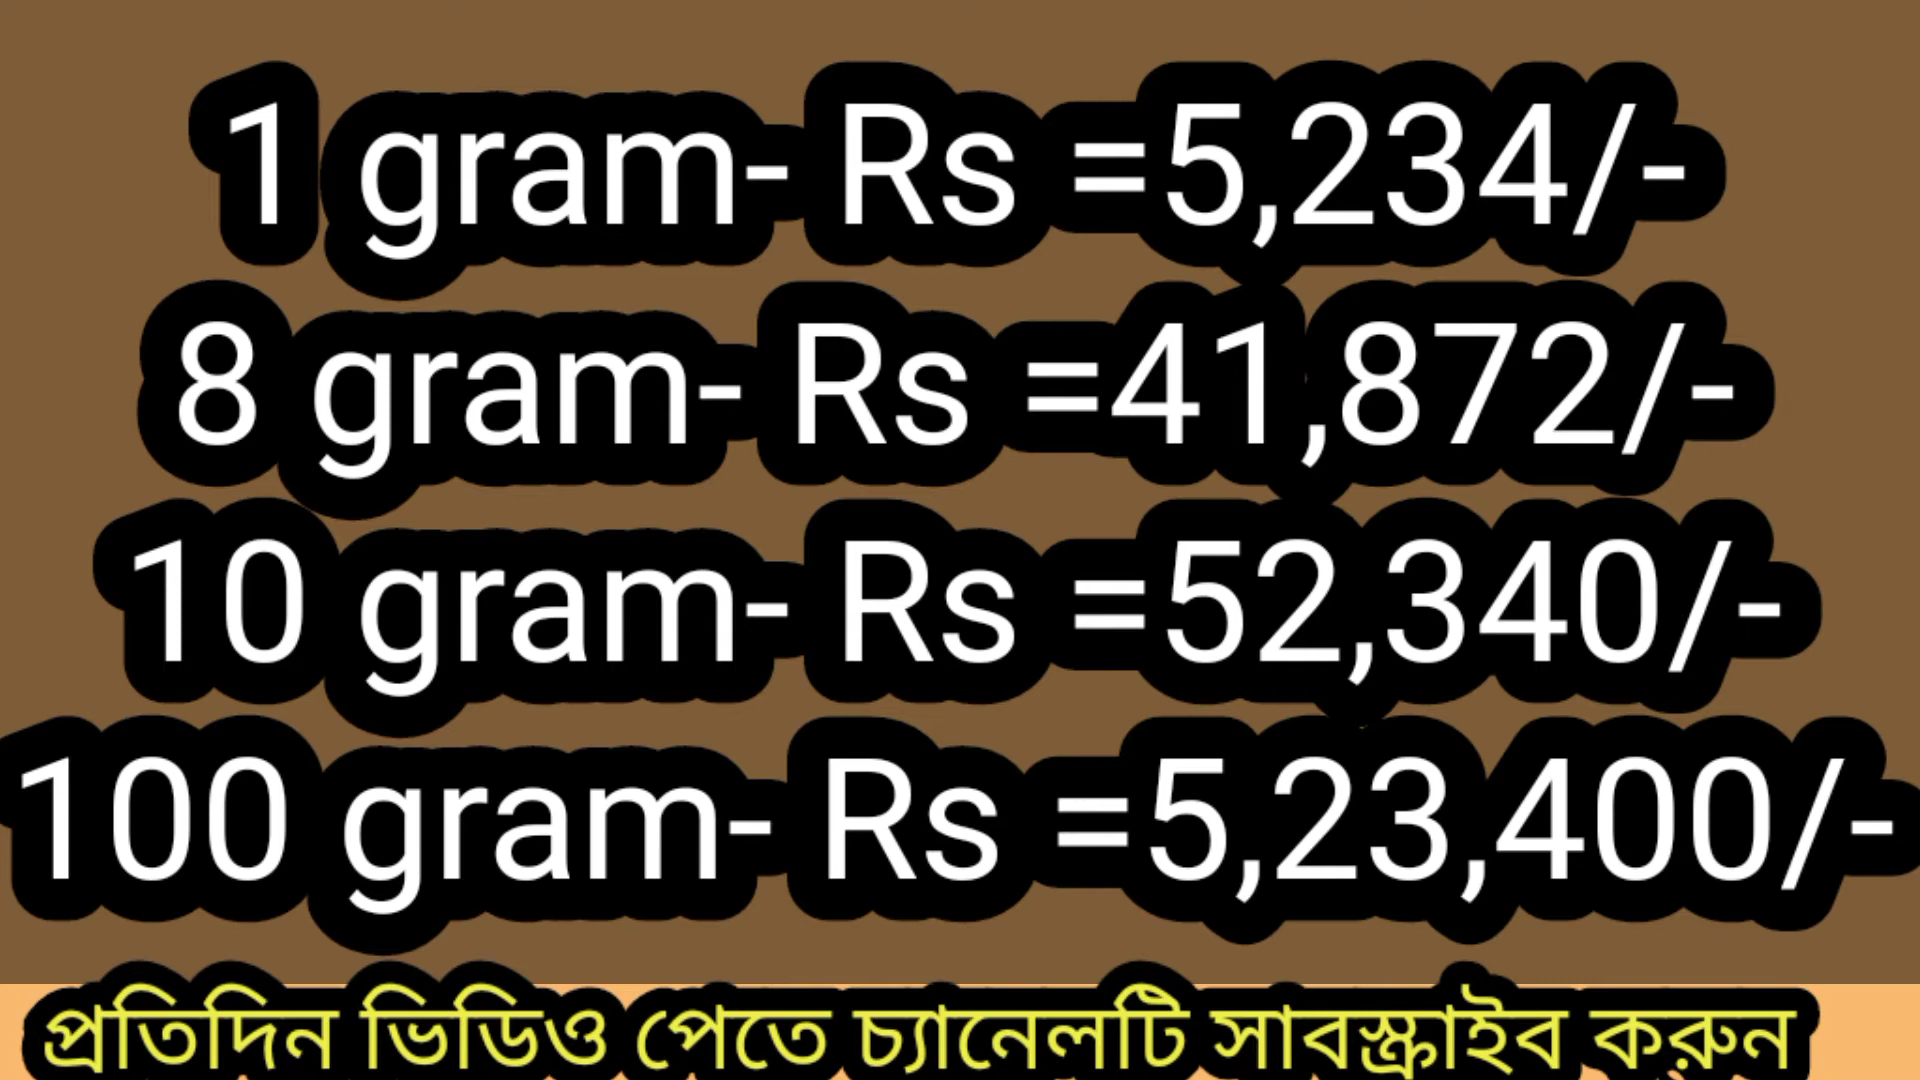 1 gram- Rs =5,234/-
8 gram- Rs =41,872/-
10 gram- Rs =52,340/-
100 gram- Rs =5,23,400/-
প্রতিদিন ভিডিও পেতে চ্যানেলটি সাবস্ক্রাইব করুন